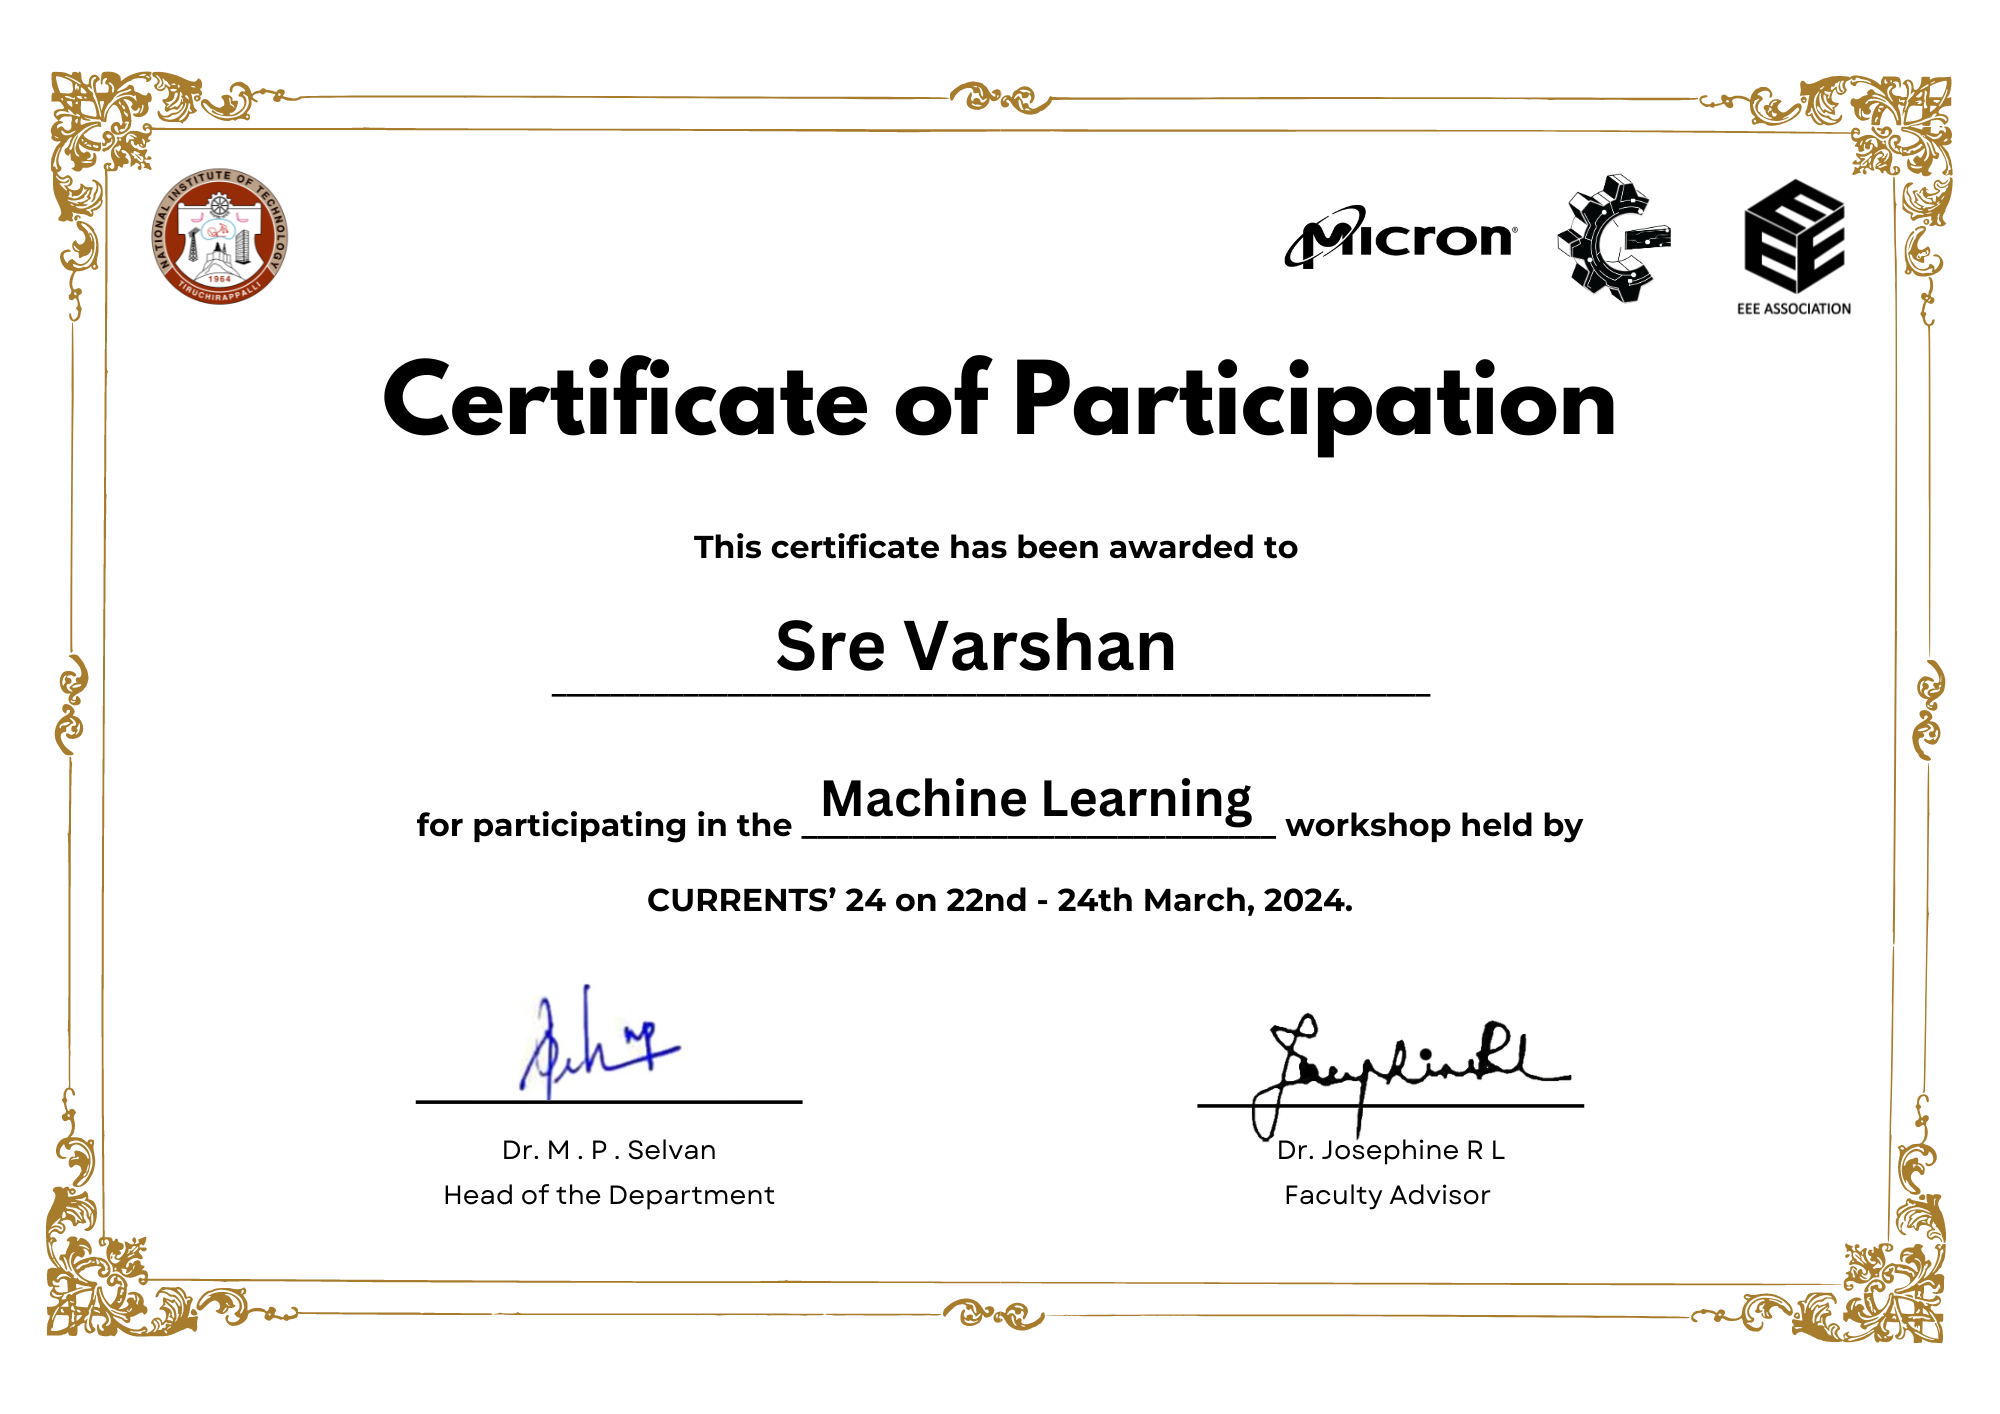 NATIONAL INSTITUTE OF TECHNOLOGY
1964
TIRUCHIRAPPALLI
Micron®
EEE
EEE ASSOCIATION
Certificate of Participation
This certificate has been awarded to
Sre Varshan
for participating in the Machine Learning workshop held by
CURRENTS’ 24 on 22nd - 24th March, 2024.
Josephine R L
Dr. M . P . Selvan
Dr. Josephine R L
Head of the Department
Faculty Advisor